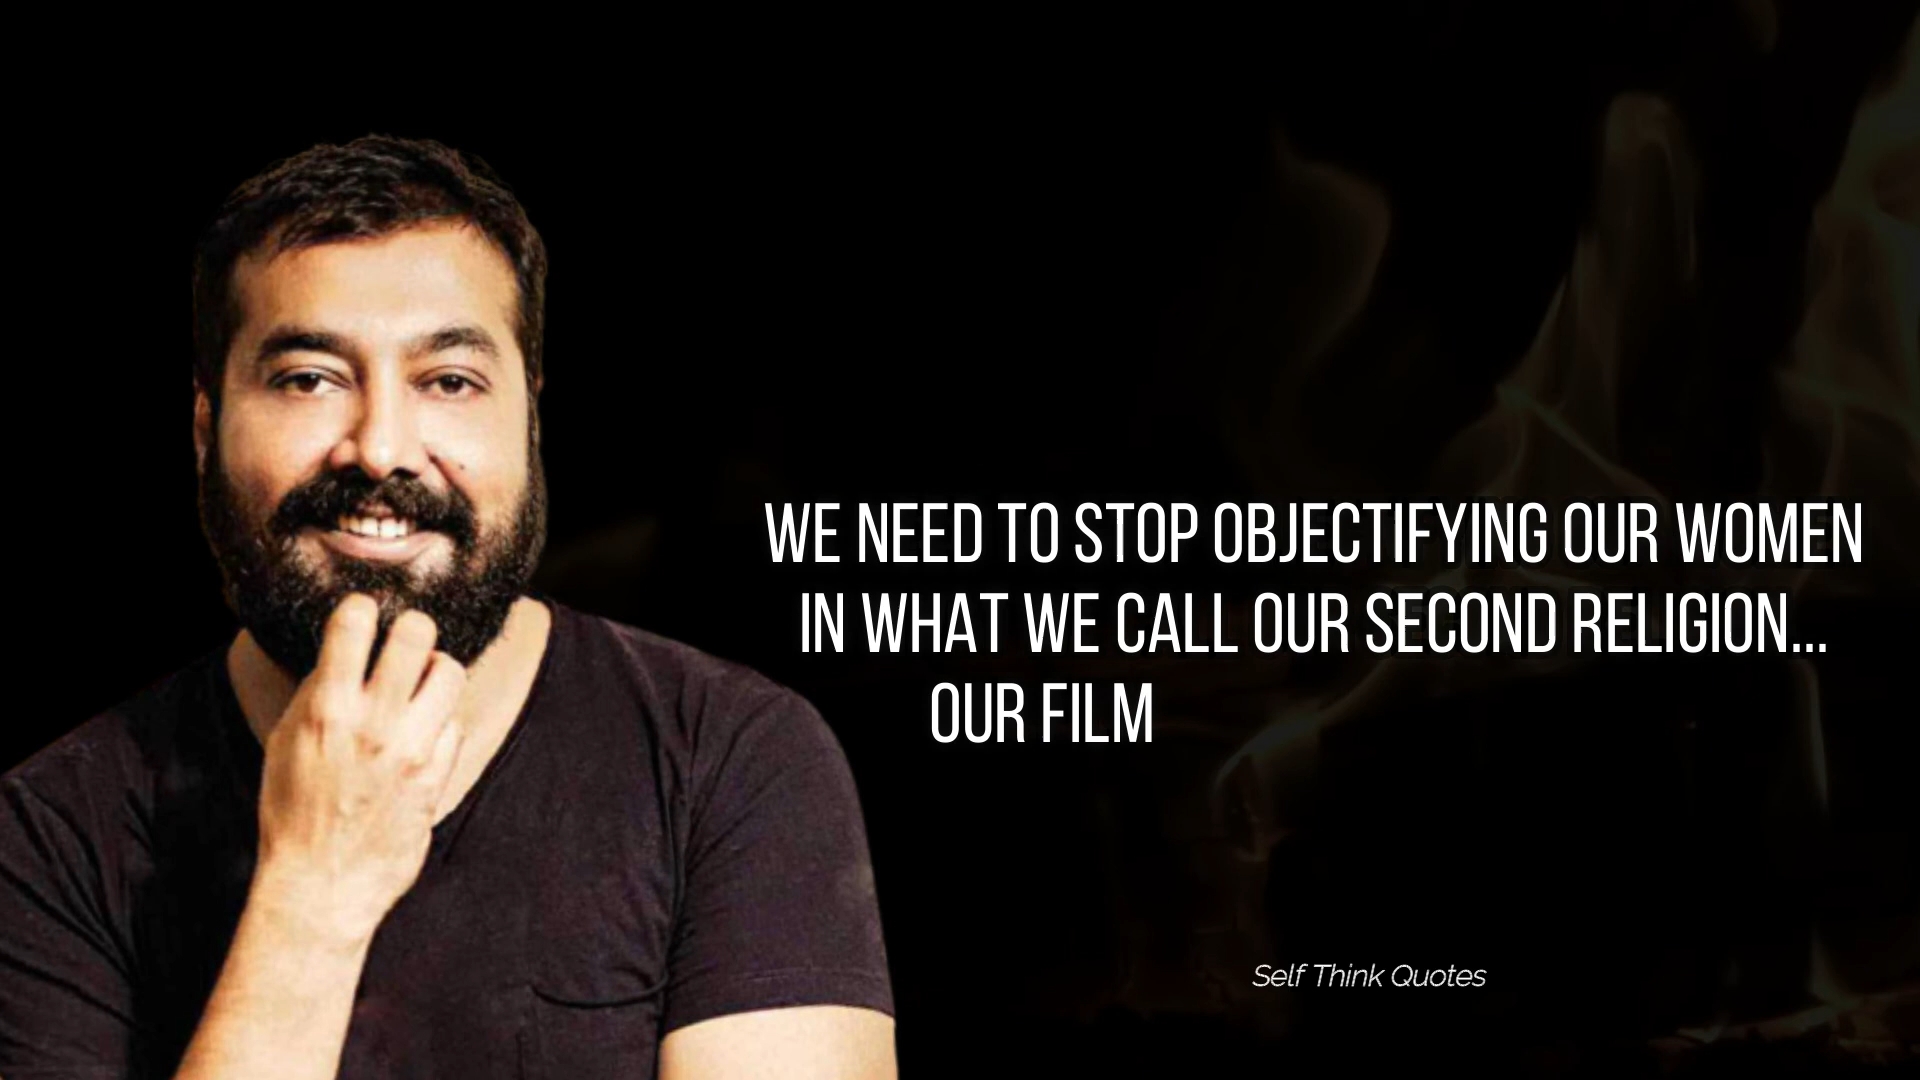 WE NEED TO STOP OBJECTIFYING OUR WOMEN
IN WHAT WE CALL OUR SECOND RELIGION...
OUR FILM
Self Think Quotes